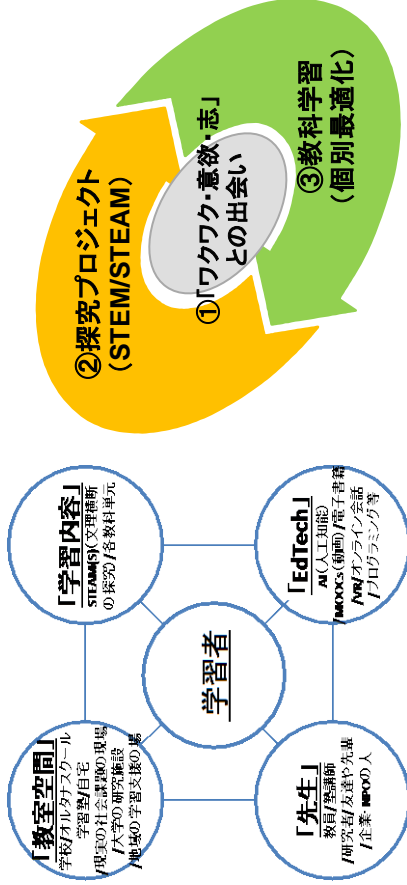 「教室空間」
学校/オルタナスクール
学習塾/自宅
/現実の社会課題の現場
/大学の研究施設
/地域の学習支援の場
「学習内容」
STEAM(S)(文理横断
の探究)/各教科単元
学習者
「先生」
教員/塾講師
/研究者/友達や先輩
/企業・NPOの人
「EdTech」
AI(人工知能)
/MOOCs(動画)/電子書籍
/VR/オンライン会話
/プログラミング等
②探究プロジェクト
(STEM/STEAM)
①「ワクワク・意欲・志」
との出会い
③教科学習
(個別最適化)